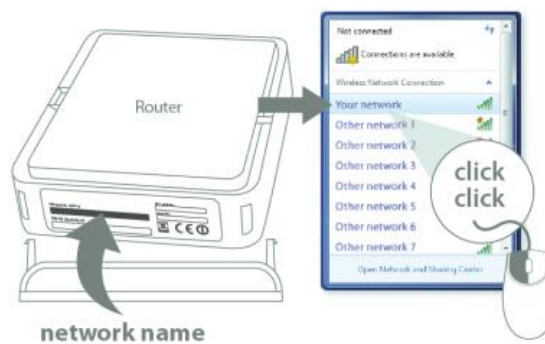 Router
network name
Not connected
Connections are available
Wireless Network Connection
Your network
Other network 1
Other network 2
Other network 3
Other network 4
Other network 5
Other network 6
Other network 7
Open Network and Sharing Center
click
click